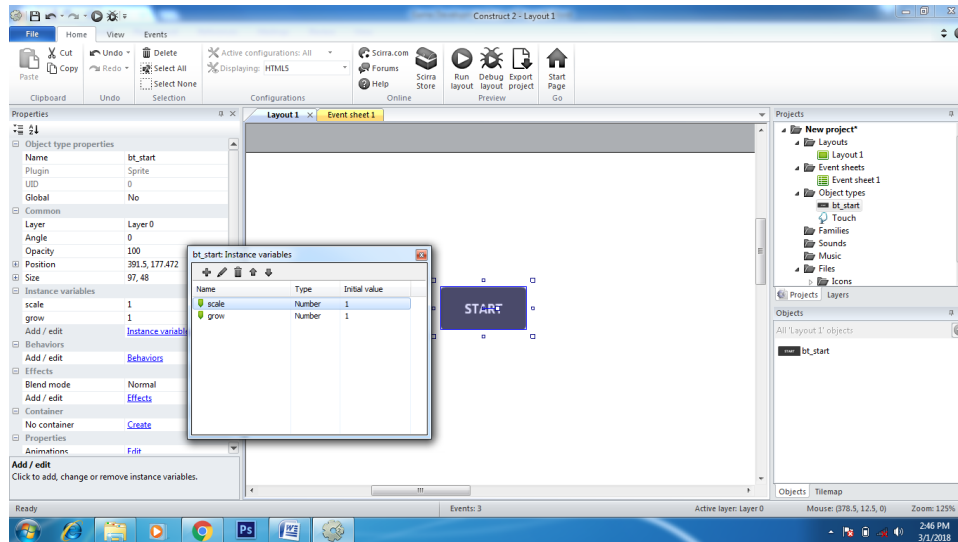 Construct 2 - Layout 1
File Home View Events
Paste
Cut
Copy
Clipboard
Undo
Redo
Undo
Delete
Select All
Select None
Selection
Active configurations: All
Displaying: HTML5
Configurations
Scirra.com
Forums
Help
Scirra Store
Online
Run layout
Debug layout
Export project
Preview
Start Page
Go
Properties
Object type properties
Name bt_start
Plugin Sprite
UID 0
Global No
Common
Layer Layer 0
Angle 0
Opacity 100
Position 391.5, 177.472
Size 97, 48
Instance variables
scale 1
grow 1
Add / edit Instance variabl
Behaviors
Add / edit Behaviors
Effects
Blend mode Normal
Add / edit Effects
Container
No container Create
Properties
Animations Edit
Add / edit
Click to add, change or remove instance variables.
Layout 1 Event sheet 1
bt_start: Instance variables
Name Type Initial value
scale Number 1
grow Number 1
START
Projects
New project*
Layouts
Layout 1
Event sheets
Event sheet 1
Object types
bt_start
Touch
Families
Sounds
Music
Files
Icons
Projects Layers
Objects
All 'Layout 1' objects
START bt_start
Objects Tilemap
Ready Events: 3 Active layer: Layer 0 Mouse: (378.5, 12.5, 0) Zoom: 125%
Ps
2:46 PM
3/1/2018